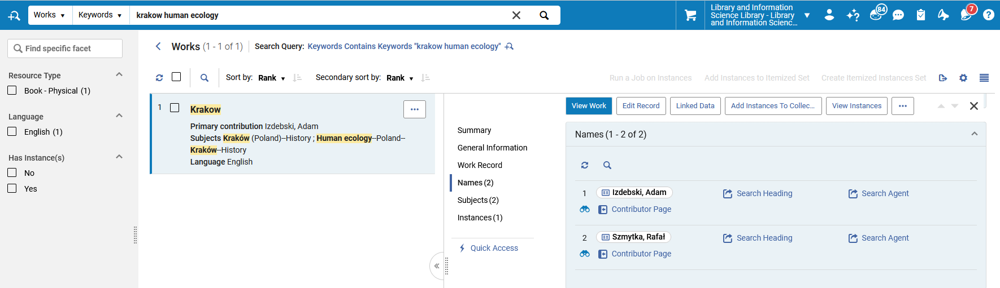 Works
Keywords
krakow human ecology
Library and Information
Science Library - Library
and Information Scienc...
84
7
Find specific facet
Resource Type
Book - Physical (1)
Language
English (1)
Has Instance(s)
No
Yes
Works (1 - 1 of 1)
Search Query: Keywords Contains Keywords "krakow human ecology"
Sort by: Rank
Secondary sort by: Rank
Run a Job on Instances
Add Instances to Itemized Set
Create Itemized Instances Set
1
Krakow
Primary contribution Izdebski, Adam
Subjects Kraków (Poland)--History ; Human ecology--Poland--
Kraków--History
Language English
Summary
General Information
Work Record
Names (2)
Subjects (2)
Instances (1)
Quick Access
View Work
Edit Record
Linked Data
Add Instances To Collec...
View Instances
Names (1 - 2 of 2)
1 Izdebski, Adam Search Heading Search Agent
Contributor Page
2 Szmytka, Rafał Search Heading Search Agent
Contributor Page